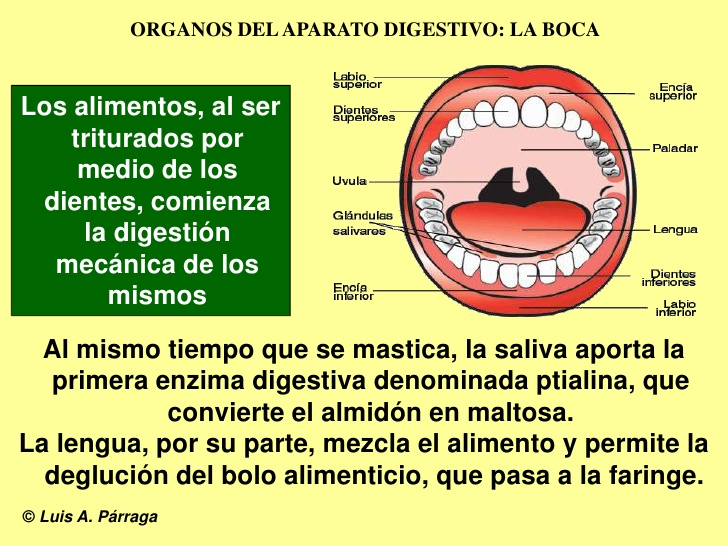 ORGANOS DEL APARATO DIGESTIVO: LA BOCA
Los alimentos, al ser
triturados por
medio de los
dientes, comienza
la digestión
mecánica de los
mismos
Labio
superior
Dientes
superiores
Uvula
Glándulas
salivares
Encía
inferior
Encía
superior
Paladar
Lengua
Dientes
inferiores
Labio
inferior
Al mismo tiempo que se mastica, la saliva aporta la
primera enzima digestiva denominada ptialina, que
convierte el almidón en maltosa.
La lengua, por su parte, mezcla el alimento y permite la
deglución del bolo alimenticio, que pasa a la faringe.
© Luis A. Párraga